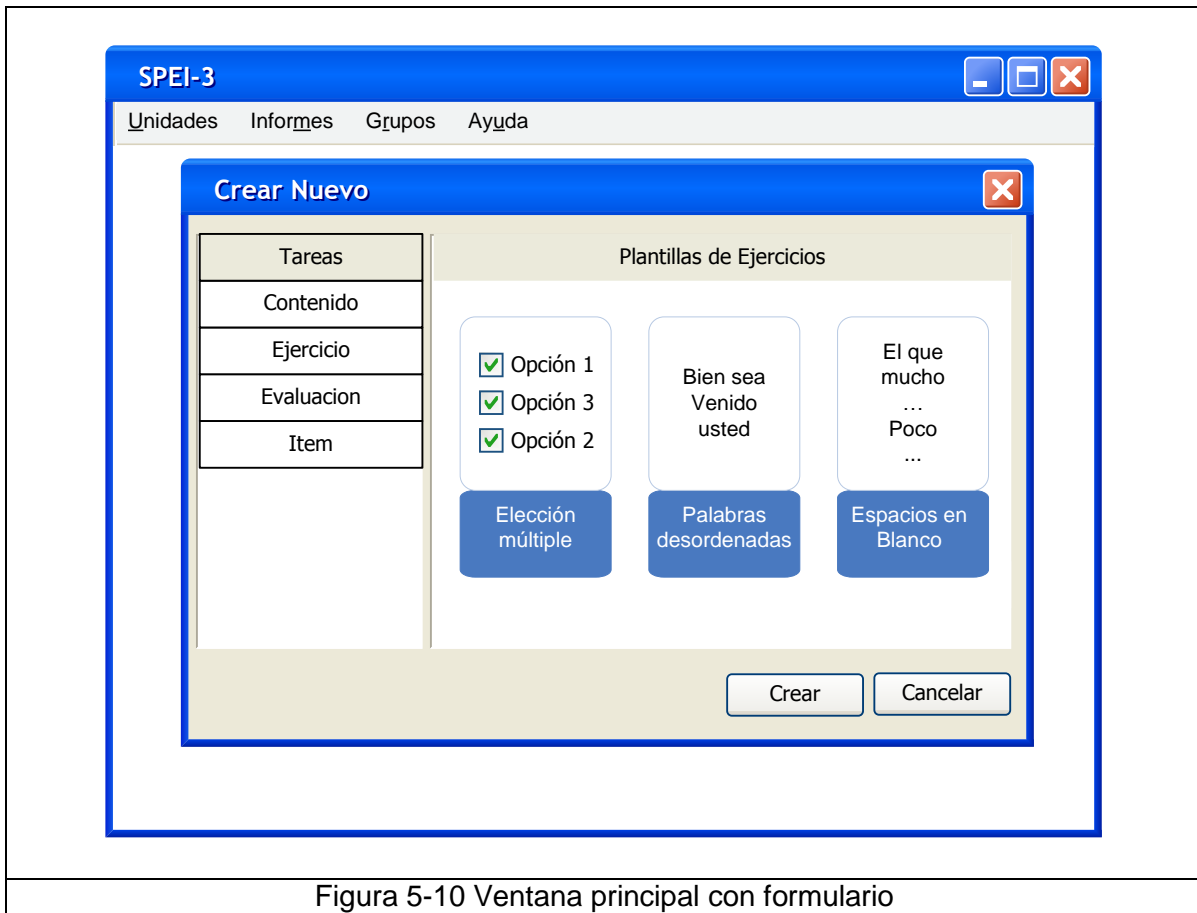 SPEI-3
Unidades Informes Grupos Ayuda
Crear Nuevo
Tareas
Contenido
Ejercicio
Evaluacion
Item
Plantillas de Ejercicios
Opción 1
Opción 3
Opción 2
Elección
múltiple
Bien sea
Venido
usted
Palabras
desordenadas
El que
mucho
...
Poco
...
Espacios en
Blanco
Crear
Cancelar
Figura 5-10 Ventana principal con formulario